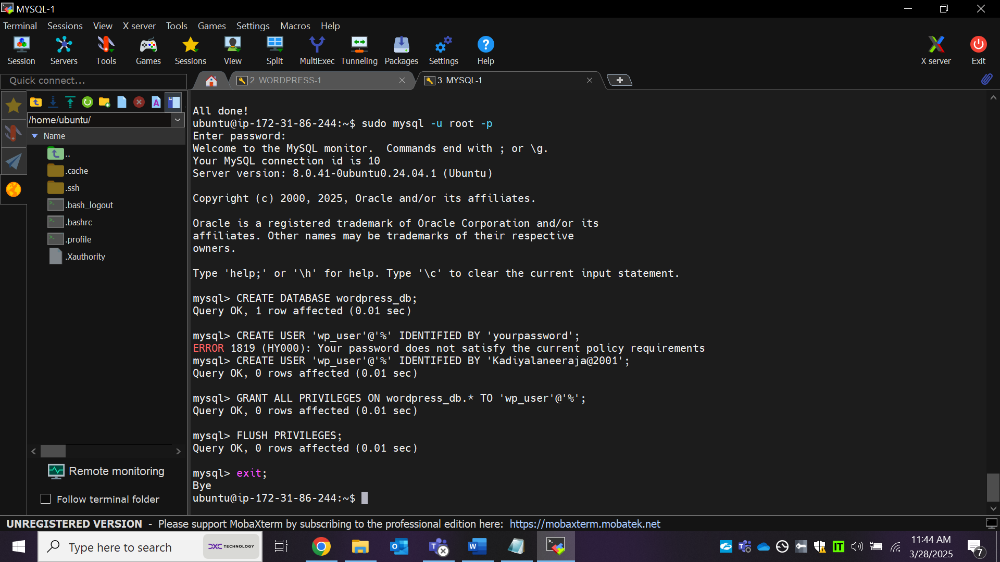 MYSQL-1
Terminal Sessions View X server Tools Games Settings Macros Help
Session Servers Tools Games Sessions View Split MultiExec Tunneling Packages Settings Help X server Exit
Quick connect...
2. WORDPRESS-1
3. MYSQL-1
/home/ubuntu/
Name
..
.cache
.ssh
.bash_logout
.bashrc
.profile
.Xauthority
Remote monitoring
Follow terminal folder
All done!
ubuntu@ip-172-31-86-244:~$ sudo mysql -u root -p
Enter password:
Welcome to the MySQL monitor.  Commands end with ; or \g.
Your MySQL connection id is 10
Server version: 8.0.41-0ubuntu0.24.04.1 (Ubuntu)
Copyright (c) 2000, 2025, Oracle and/or its affiliates.
Oracle is a registered trademark of Oracle Corporation and/or its
affiliates. Other names may be trademarks of their respective
owners.
Type 'help;' or '\h' for help. Type '\c' to clear the current input statement.
mysql> CREATE DATABASE wordpress_db;
Query OK, 1 row affected (0.01 sec)
mysql> CREATE USER 'wp_user'@'%' IDENTIFIED BY 'yourpassword';
ERROR 1819 (HY000): Your password does not satisfy the current policy requirements
mysql> CREATE USER 'wp_user'@'%' IDENTIFIED BY 'Kadiyalaneeraja@2001';
Query OK, 0 rows affected (0.01 sec)
mysql> GRANT ALL PRIVILEGES ON wordpress_db.* TO 'wp_user'@'%';
Query OK, 0 rows affected (0.01 sec)
mysql> FLUSH PRIVILEGES;
Query OK, 0 rows affected (0.01 sec)
mysql> exit;
Bye
ubuntu@ip-172-31-86-244:~$
UNREGISTERED VERSION - Please support MobaXterm by subscribing to the professional edition here: https://mobaxterm.mobatek.net
Type here to search
DXC TECHNOLOGY
11:44 AM
3/28/2025
7